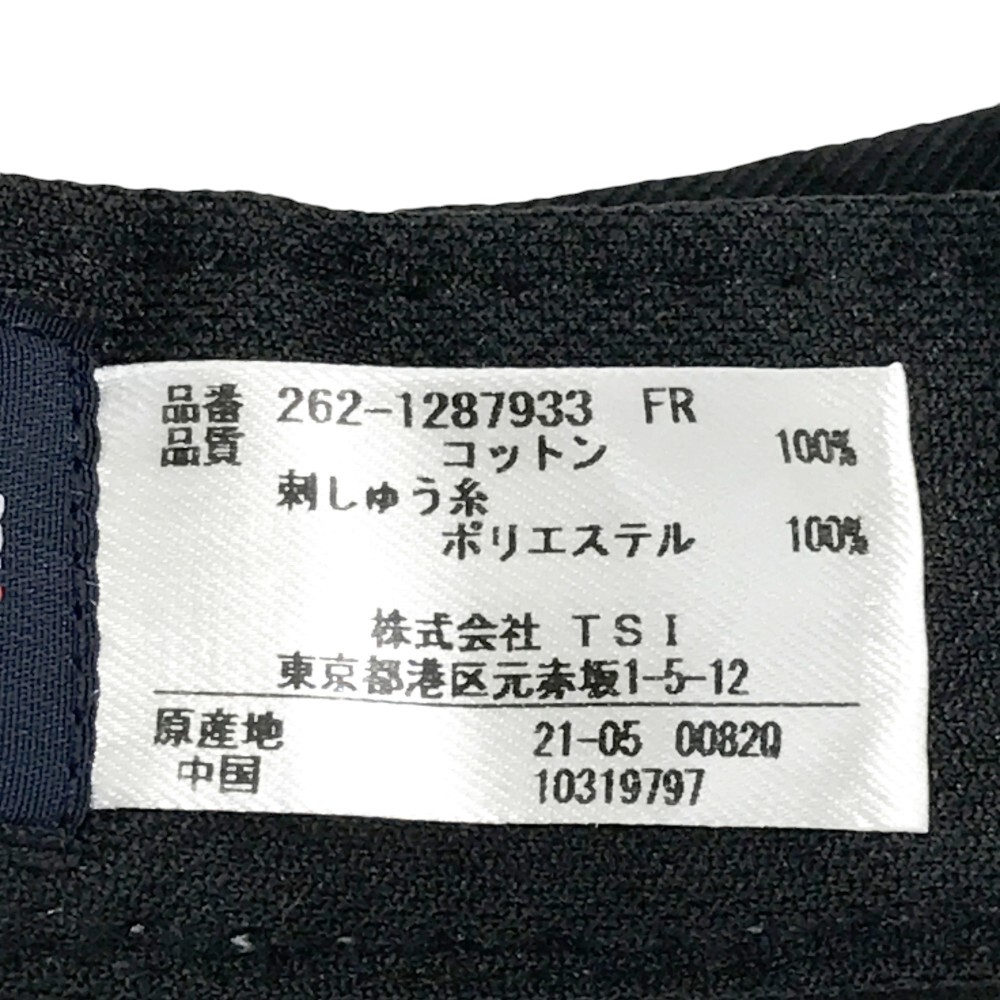 品番 262-1287933 FR
品質 コットン 100%
刺しゅう糸
ポリエステル 100%
株式会社 TSI
東京都港区元赤坂1-5-12
原産地 21-05 0082Q
中国 10319797